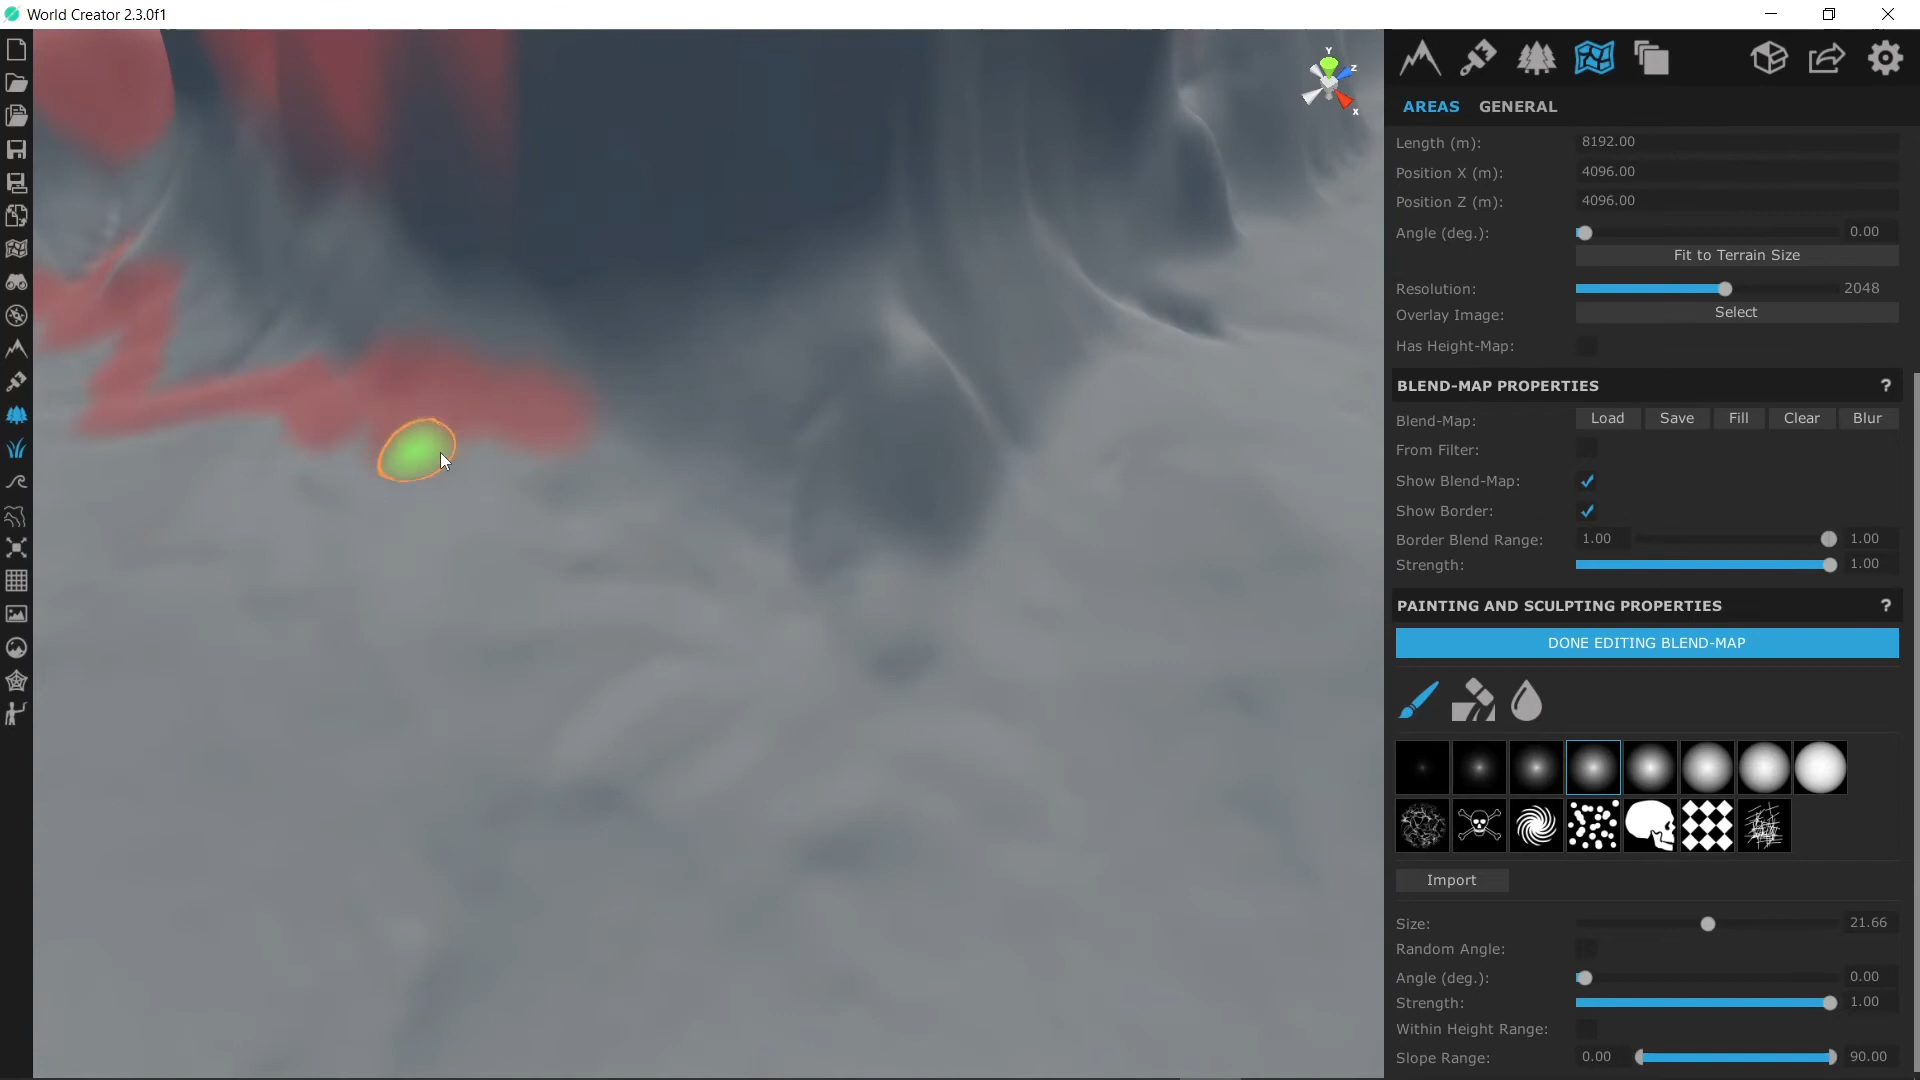 World Creator 2.3.0f1
Y
Z
X
AREAS GENERAL
Length (m): 8192.00
Position X (m): 4096.00
Position Z (m): 4096.00
Angle (deg.): 0.00
Fit to Terrain Size
Resolution: 2048
Overlay Image: Select
Has Height-Map:
BLEND-MAP PROPERTIES ?
Blend-Map: Load Save Fill Clear Blur
From Filter:
Show Blend-Map:
Show Border:
Border Blend Range: 1.00 1.00
Strength: 1.00
PAINTING AND SCULPTING PROPERTIES ?
DONE EDITING BLEND-MAP
Import
Size: 21.66
Random Angle:
Angle (deg.): 0.00
Strength: 1.00
Within Height Range:
Slope Range: 0.00 90.00